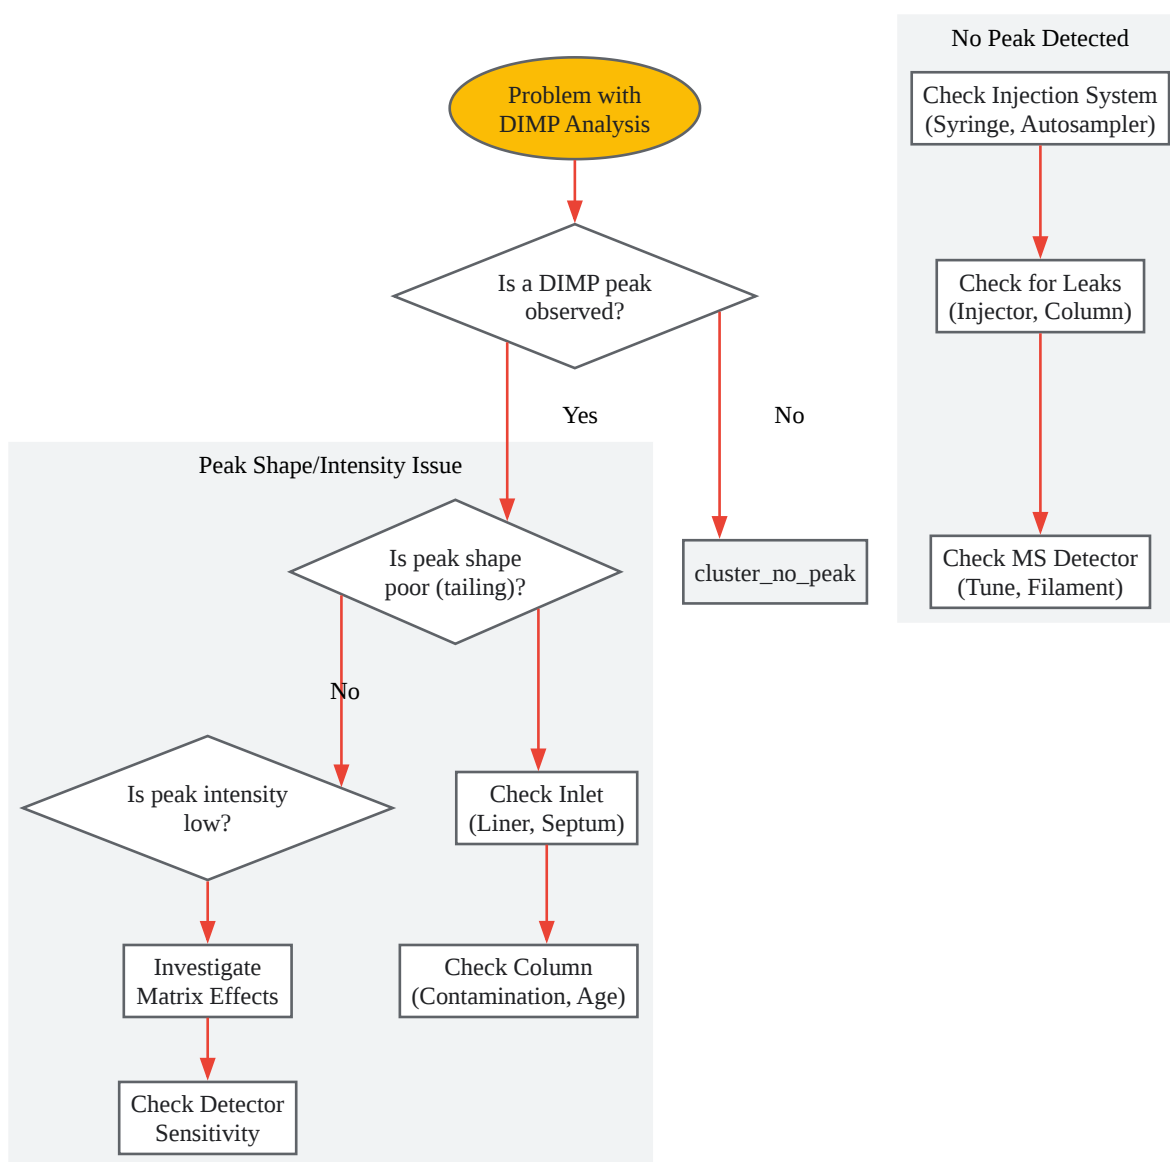 No Peak Detected
Problem with
DIMP Analysis
Check Injection System
(Syringe, Autosampler)
Is a DIMP peak
observed?
Check for Leaks
(Injector, Column)
Yes
No
Peak Shape/Intensity Issue
Is peak shape
poor (tailing)?
cluster_no_peak
Check MS Detector
(Tune, Filament)
No
Is peak intensity
low?
Check Inlet
(Liner, Septum)
Investigate
Matrix Effects
Check Column
(Contamination, Age)
Check Detector
Sensitivity